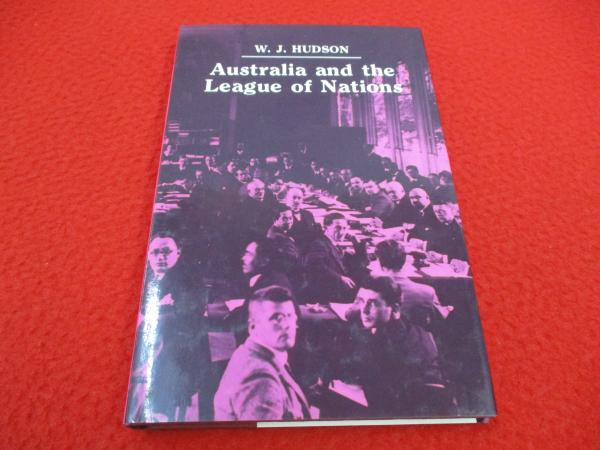 W. J. HUDSON
Australia and the
League of Nations